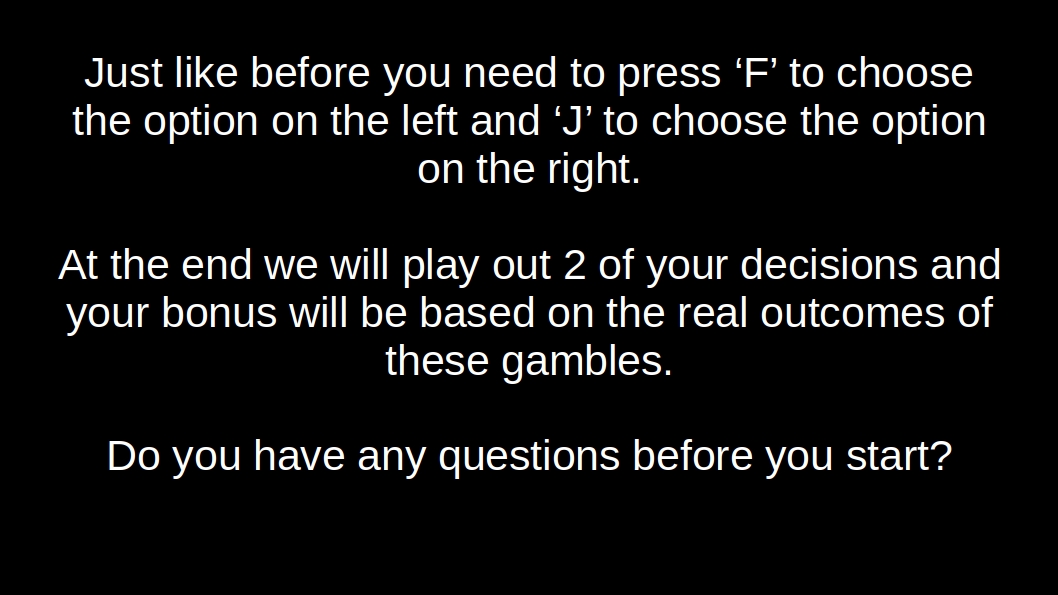 Just like before you need to press ‘F’ to choose
the option on the left and ‘J’ to choose the option
on the right.
At the end we will play out 2 of your decisions and
your bonus will be based on the real outcomes of
these gambles.
Do you have any questions before you start?